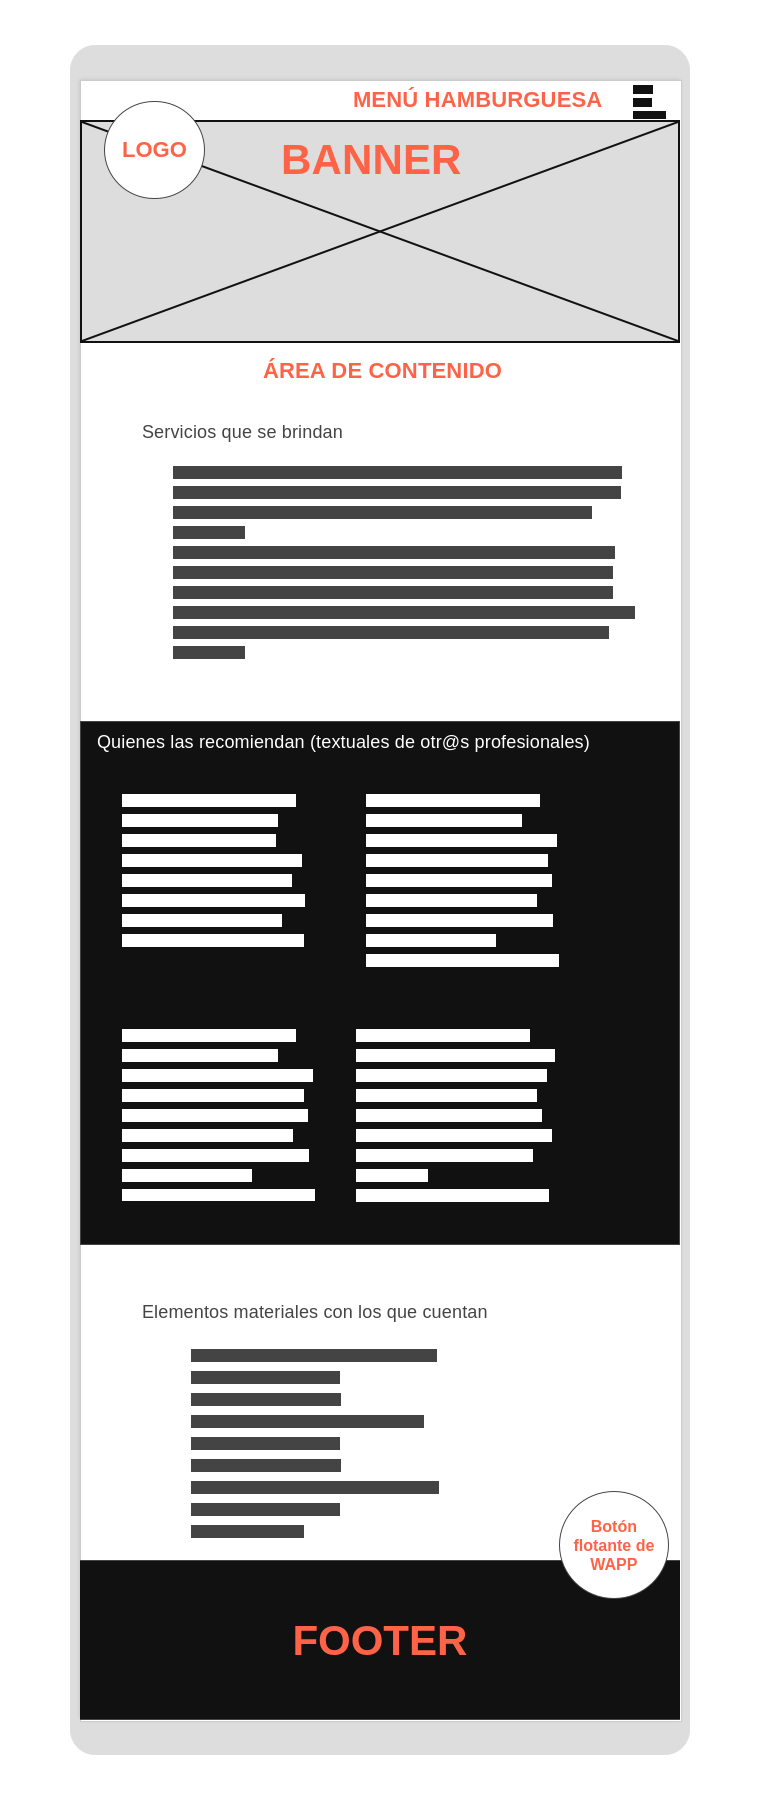 MENÚ HAMBURGUESA
LOGO
BANNER
ÁREA DE CONTENIDO
Servicios que se brindan
Quienes las recomiendan (textuales de otr@s profesionales)
Elementos materiales con los que cuentan
Botón
flotante de
WAPP
FOOTER